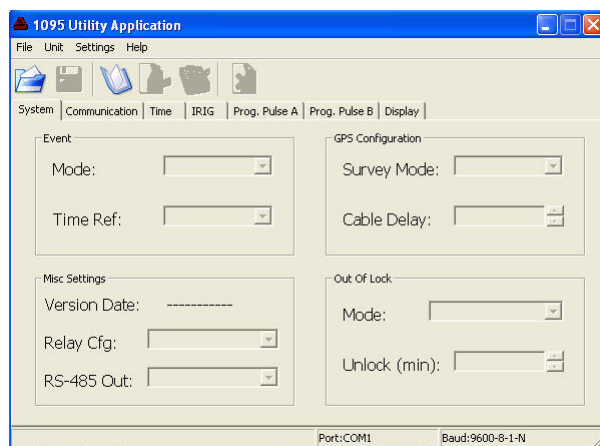 1095 Utility Application
File Unit Settings Help
System Communication Time IRIG Prog. Pulse A Prog. Pulse B Display
Event
Mode:
Time Ref:
GPS Configuration
Survey Mode:
Cable Delay:
Misc Settings
Version Date: -----------
Relay Cfg:
RS-485 Out:
Out Of Lock
Mode:
Unlock (min):
Port:COM1 Baud:9600-8-1-N